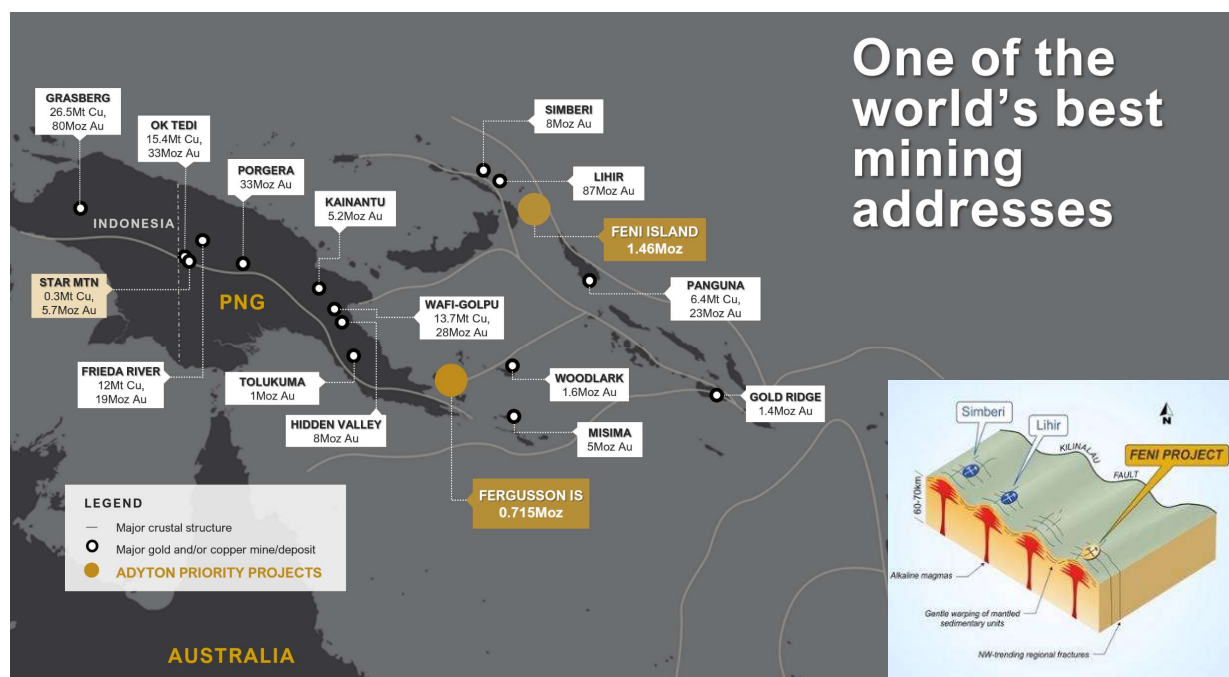 One of the
world's best
mining
addresses
GRASBERG
26.5Mt Cu,
80Moz Au
OK TEDI
15.4Mt Cu,
33Moz Au
PORGERA
33Moz Au
KAINANTU
5.2Moz Au
SIMBERI
8Moz Au
LIHIR
87Moz Au
FENI ISLAND
1.46Moz
INDONESIA
STAR MTN
0.3Mt Cu,
5.7Moz Au
PNG
WAFI-GOLPU
13.7Mt Cu,
28Moz Au
PANGUNA
6.4Mt Cu,
23Moz Au
FRIEDA RIVER
12Mt Cu,
19Moz Au
TOLUKUMA
1Moz Au
HIDDEN VALLEY
8Moz Au
WOODLARK
1.6Moz Au
MISIMA
5Moz Au
GOLD RIDGE
1.4Moz Au
FERGUSSON IS
0.715Moz
LEGEND
Major crustal structure
Major gold and/or copper mine/deposit
ADYTON PRIORITY PROJECTS
AUSTRALIA
Simberi
Lihir
KILINALAU
FAULT
N
FENI PROJECT
60-70km
Alkaline magmas
Gentle warping of mantled
sedimentary units
NW-trending regional fractures